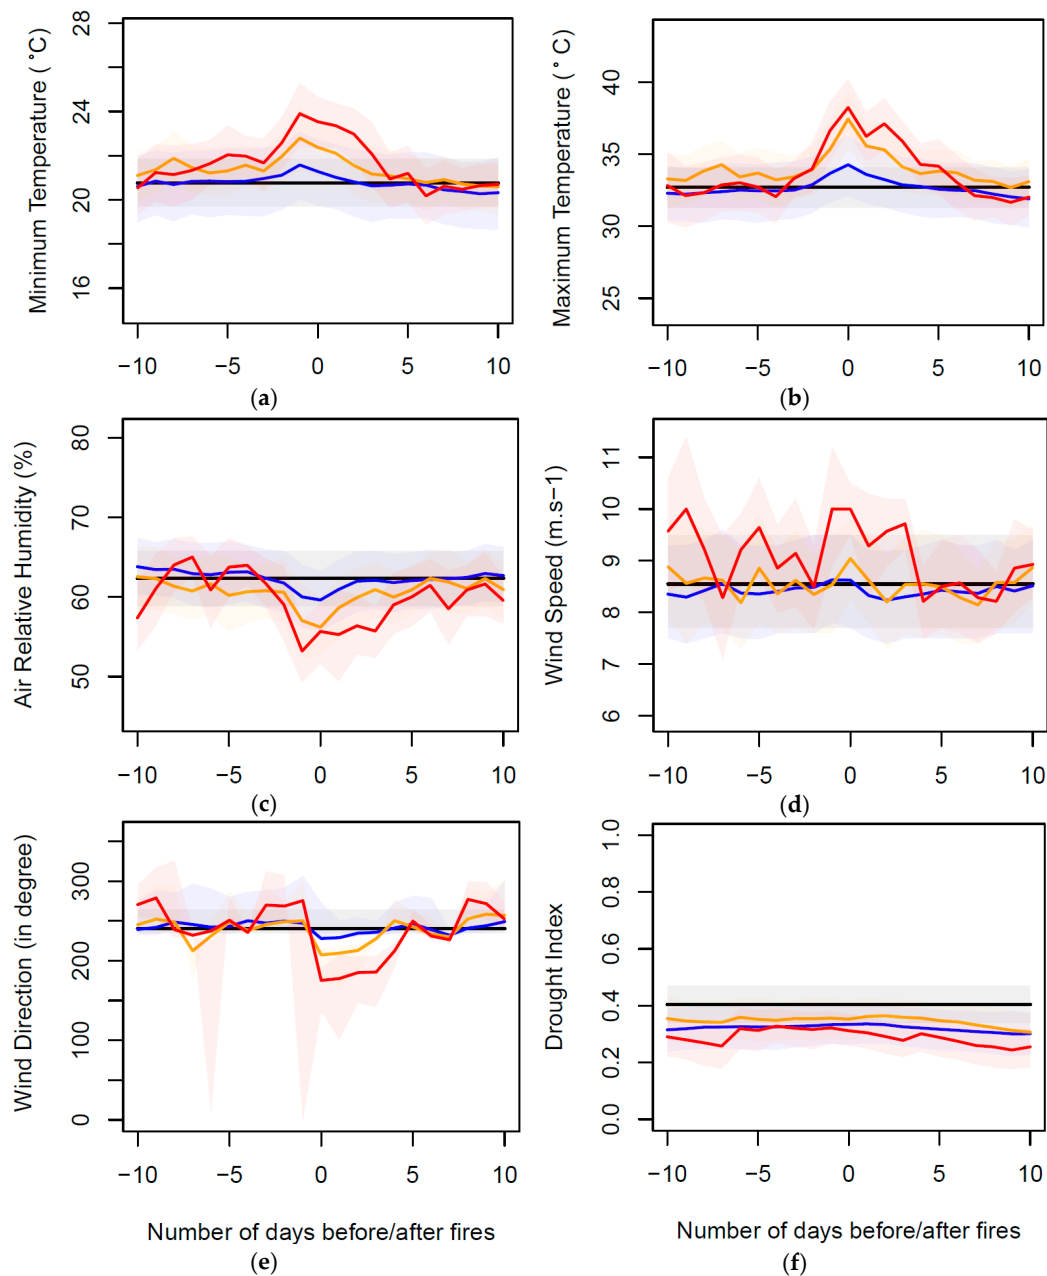 Minimum Temperature ( °C)
28
24
20
16
−10 −5 0 5 10
(a)
Maximum Temperature ( ° C)
40
35
30
25
−10 −5 0 5 10
(b)
Air Relative Humidity (%)
80
70
60
50
−10 −5 0 5 10
(c)
Wind Speed (m.s−1)
11
10
9
8
7
6
−10 −5 0 5 10
(d)
Wind Direction (in degree)
300
200
100
0
−10 −5 0 5 10
Number of days before/after fires
(e)
Drought Index
1.0
0.8
0.6
0.4
0.2
0.0
−10 −5 0 5 10
Number of days before/after fires
(f)